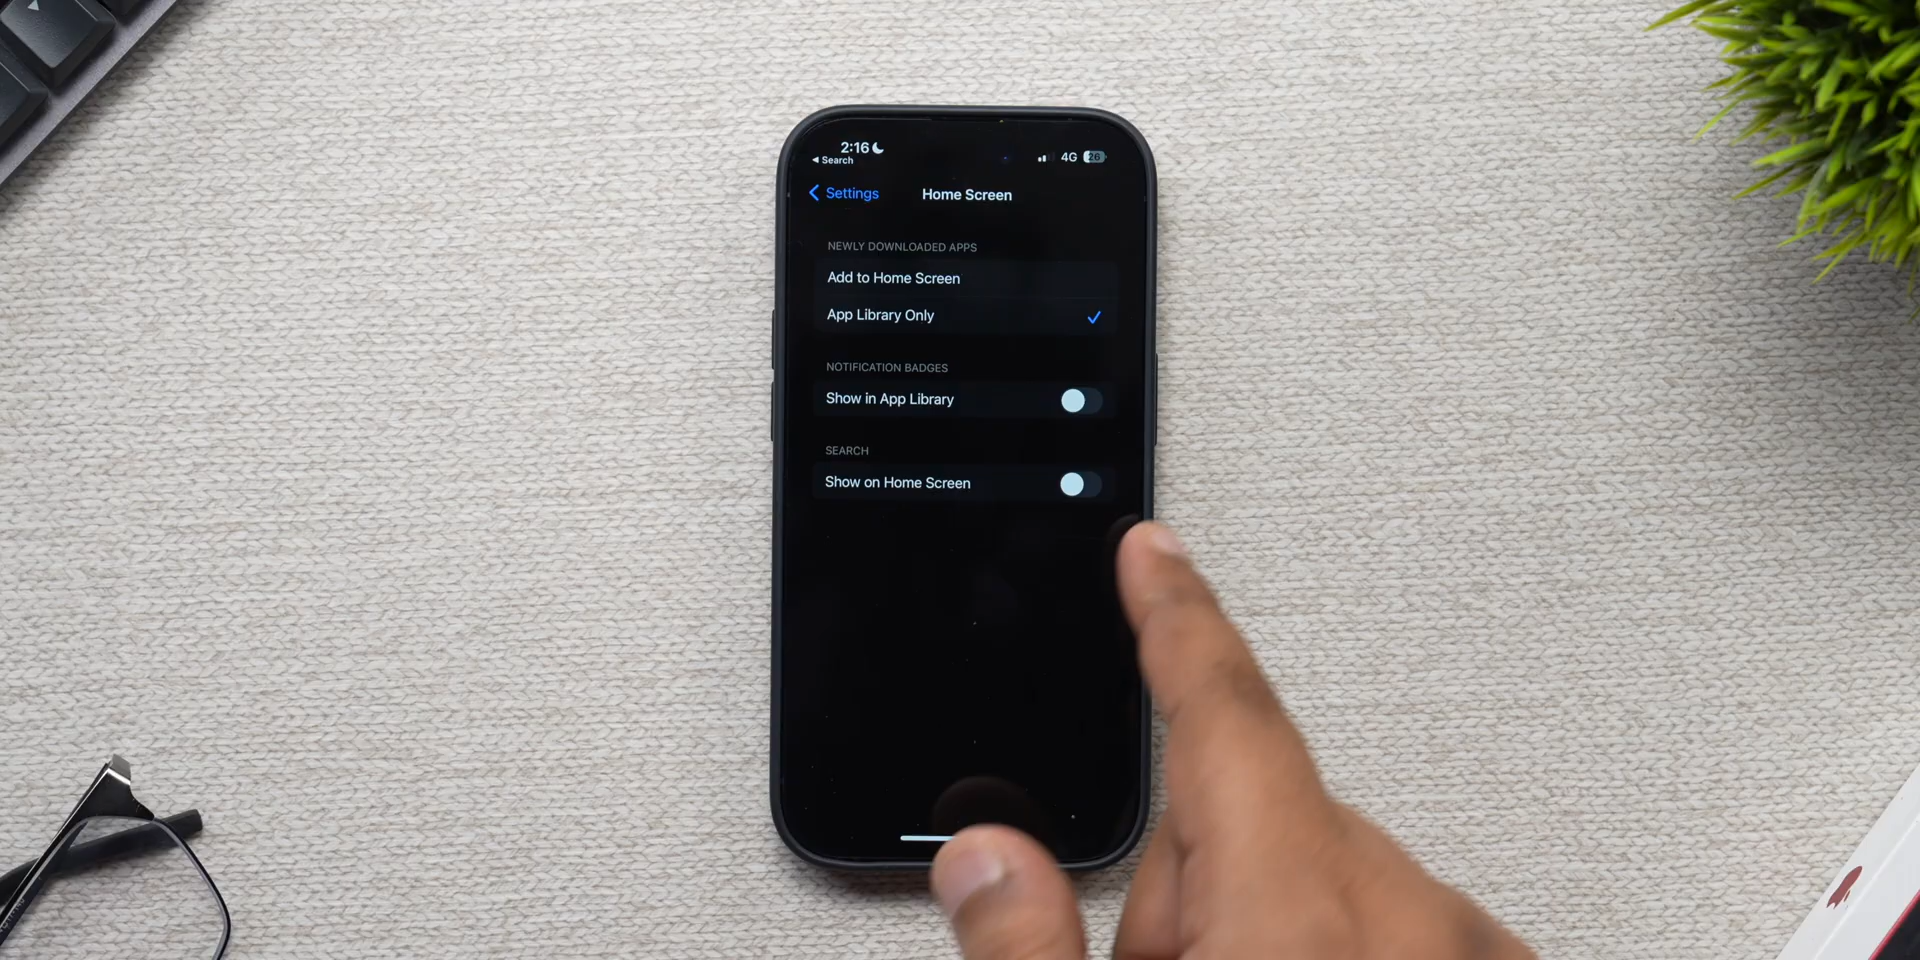 2:16
Search
4G 26
Settings
Home Screen
NEWLY DOWNLOADED APPS
Add to Home Screen
App Library Only
NOTIFICATION BADGES
Show in App Library
SEARCH
Show on Home Screen